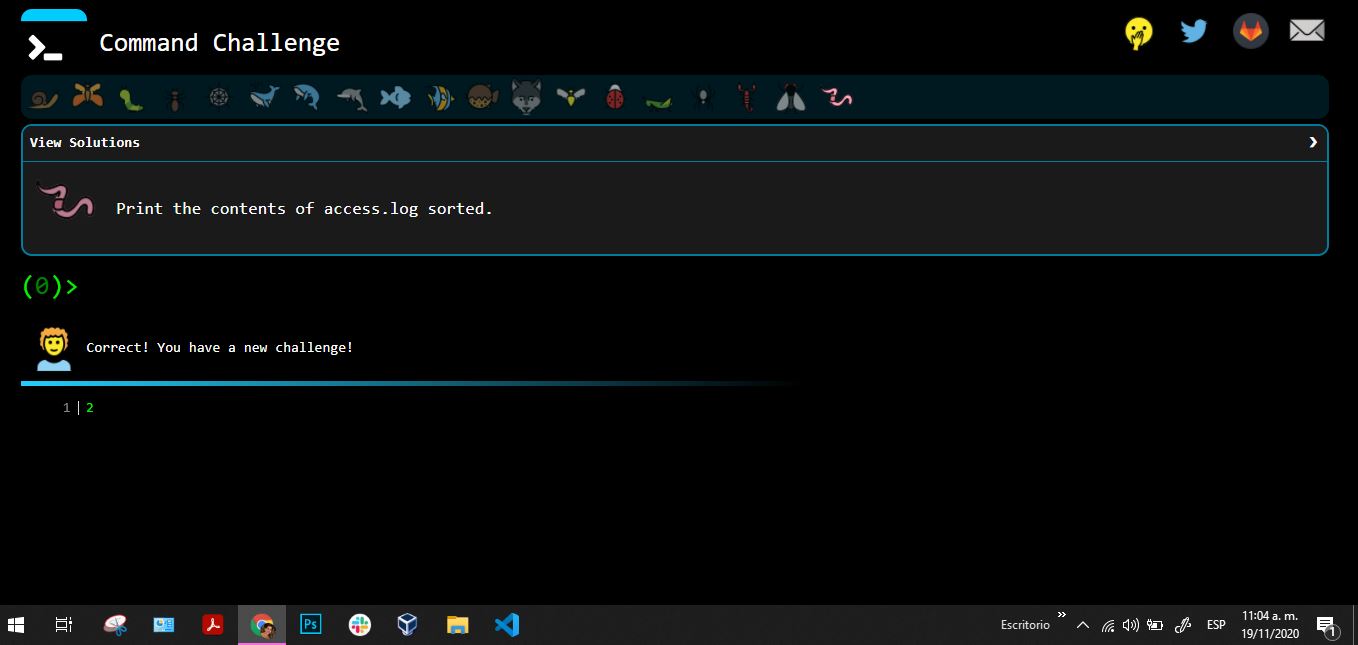 Command Challenge
View Solutions
Print the contents of access.log sorted.
(0)>
Correct! You have a new challenge!
1 | 2
Ps
Escritorio
ESP
11:04 a. m.
19/11/2020
1